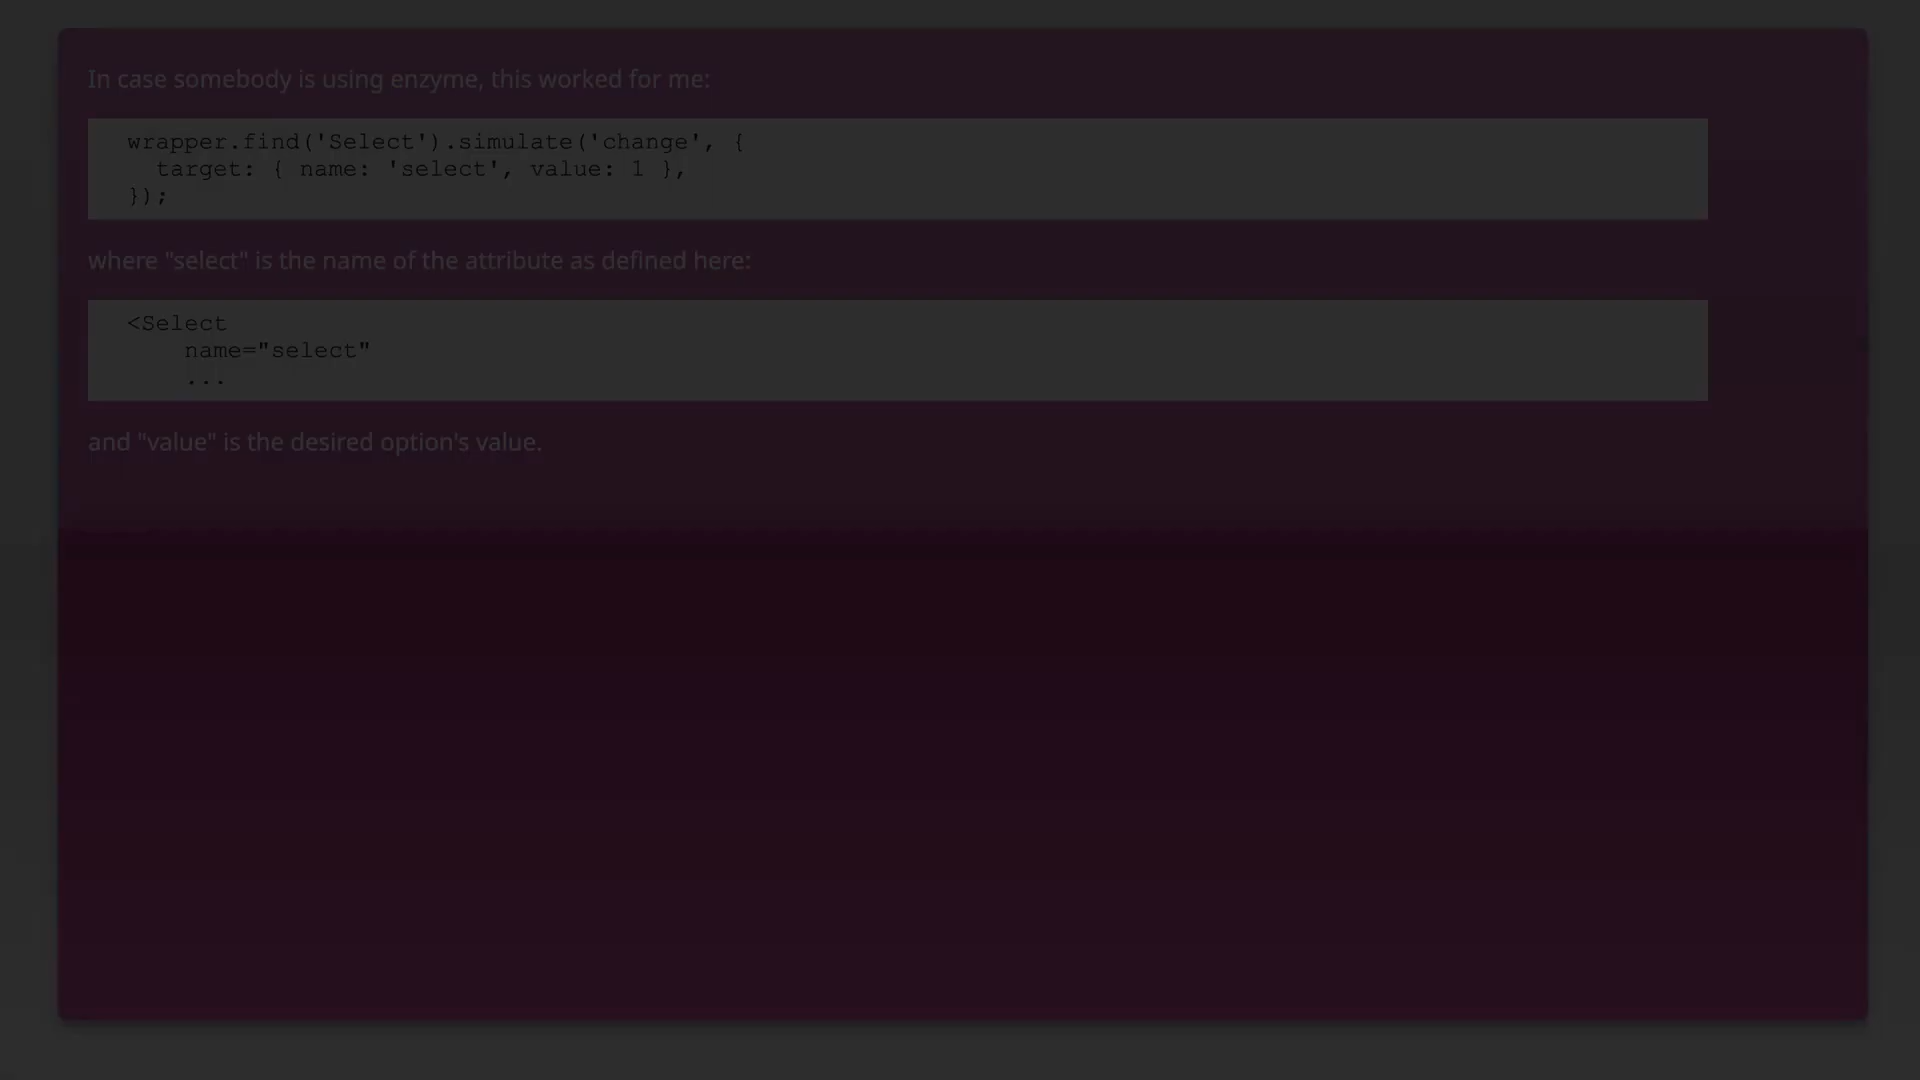 In case somebody is using enzyme, this worked for me:
wrapper.find('Select').simulate('change', {
  target: { name: 'select', value: 1 },
});
where "select" is the name of the attribute as defined here:
<Select
    name="select"
    ...
and "value" is the desired option's value.